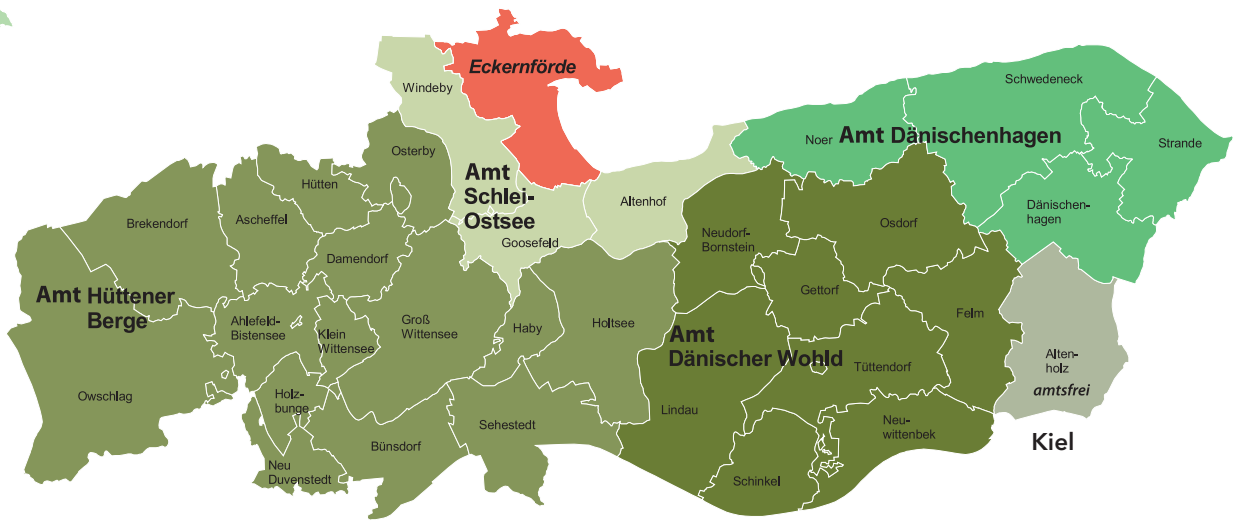 Eckernförde
Schwedeneck
Windeby
Noer
Amt Dänischenhagen
Strande
Osterby
Hütten
Amt
Schlei-
Ostsee
Altenhof
Dänischen-
hagen
Brekendorf
Ascheffel
Osdorf
Neudorf-
Bornstein
Goosefeld
Damendorf
Gettorf
Amt Hüttener
Berge
Ahlefeld-
Bistensee
Klein
Wittensee
Groß
Wittensee
Haby
Holtsee
Felm
Amt
Dänischer Wohld
Alten-
holz
amtsfrei
Tüttendorf
Owschlag
Holz-
bunge
Lindau
Sehestedt
Neu-
wittenbek
Kiel
Bünsdorf
Neu
Duvenstedt
Schinkel